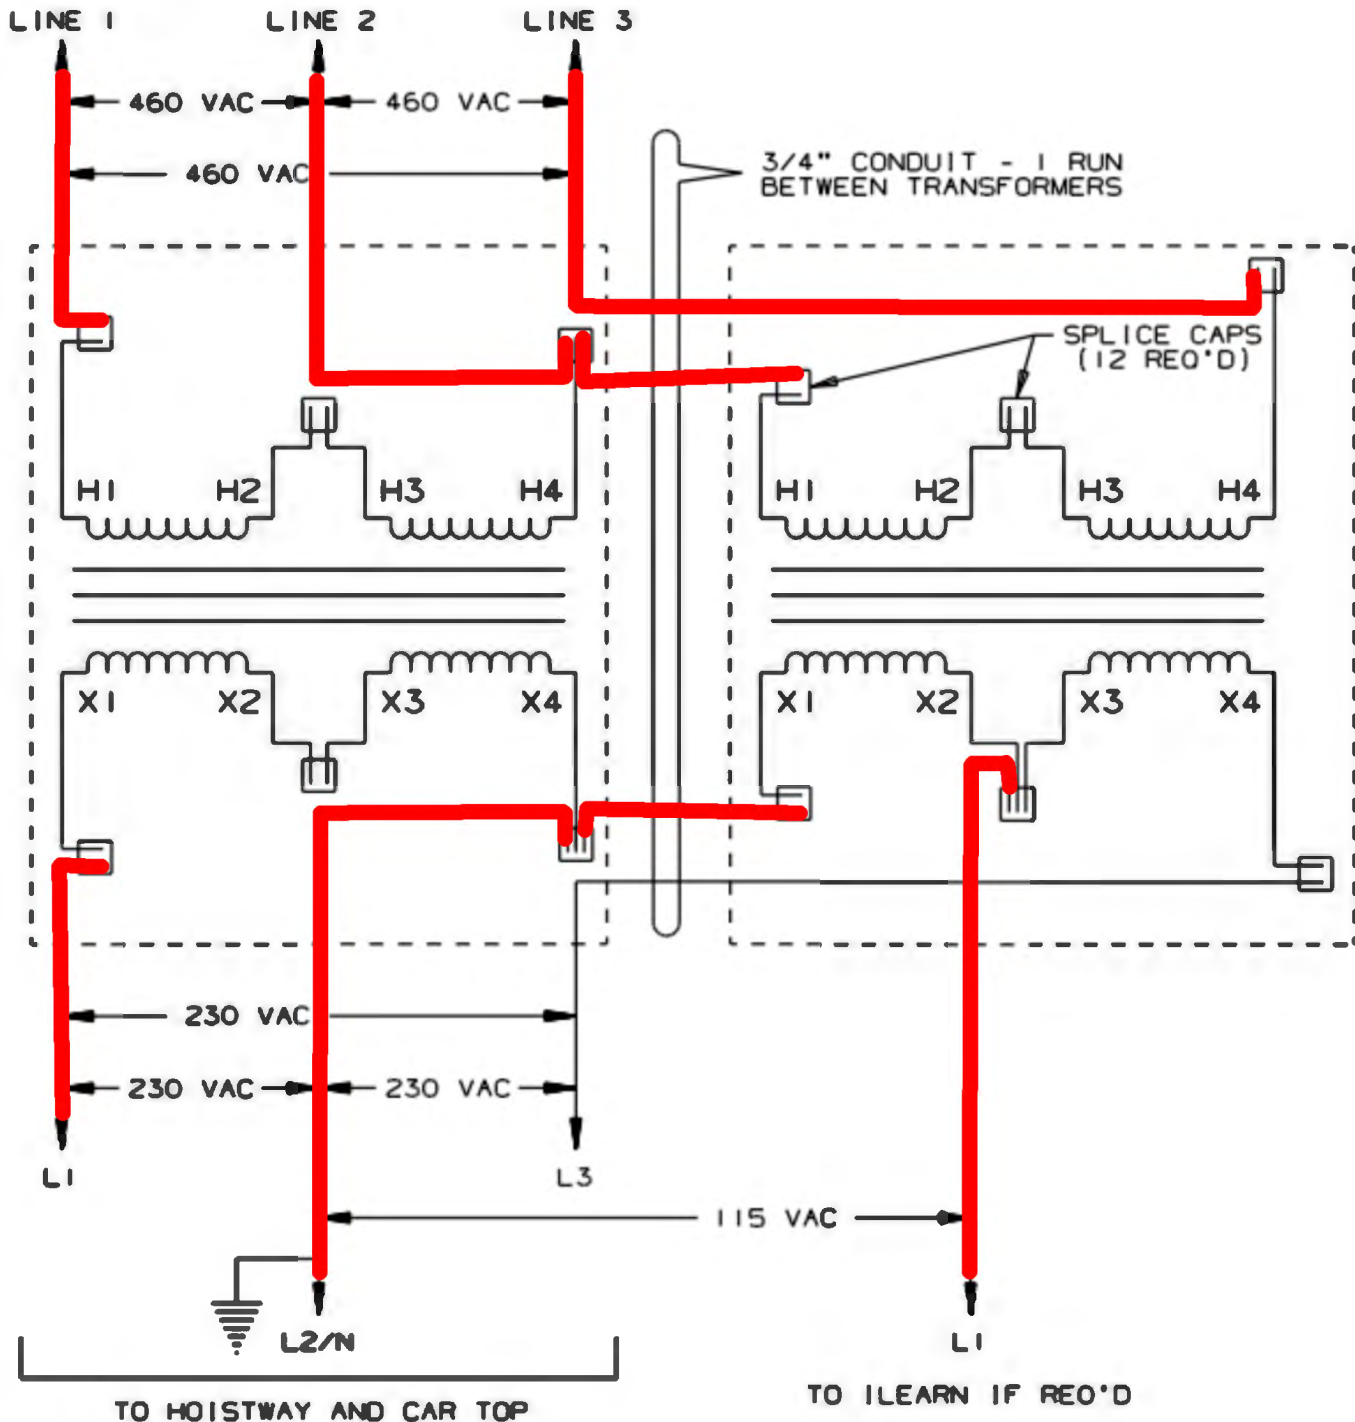 LINE 1 LINE 2 LINE 3
460 VAC 460 VAC
460 VAC
3/4" CONDUIT - 1 RUN
BETWEEN TRANSFORMERS
SPLICE CAPS
(12 REQ'D)
H1 H2 H3 H4 H1 H2 H3 H4
X1 X2 X3 X4 X1 X2 X3 X4
230 VAC
230 VAC 230 VAC
L1 L3
115 VAC
L2/N L1
TO HOISTWAY AND CAR TOP
TO ILEARN IF REQ'D